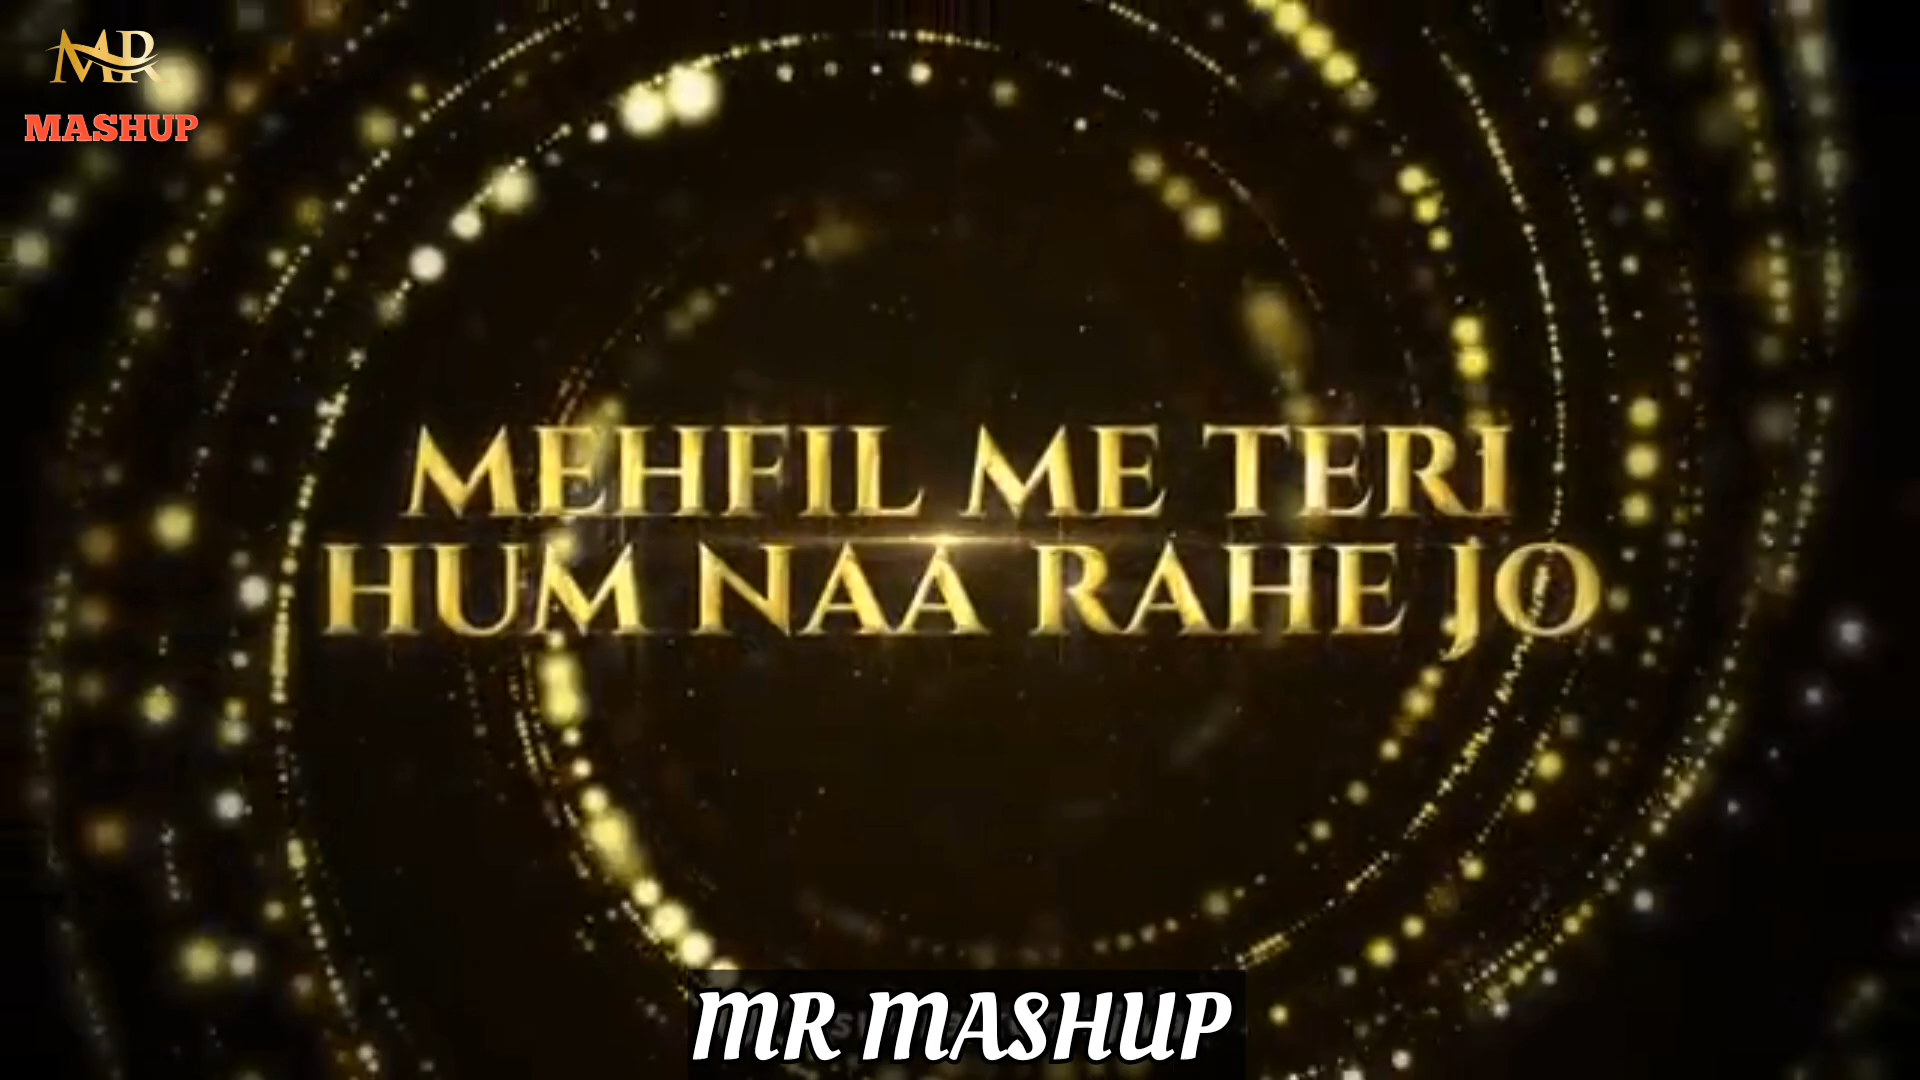 MR
MASHUP
MEHFIL ME TERI
HUM NAA RAHE JO
MR MASHUP